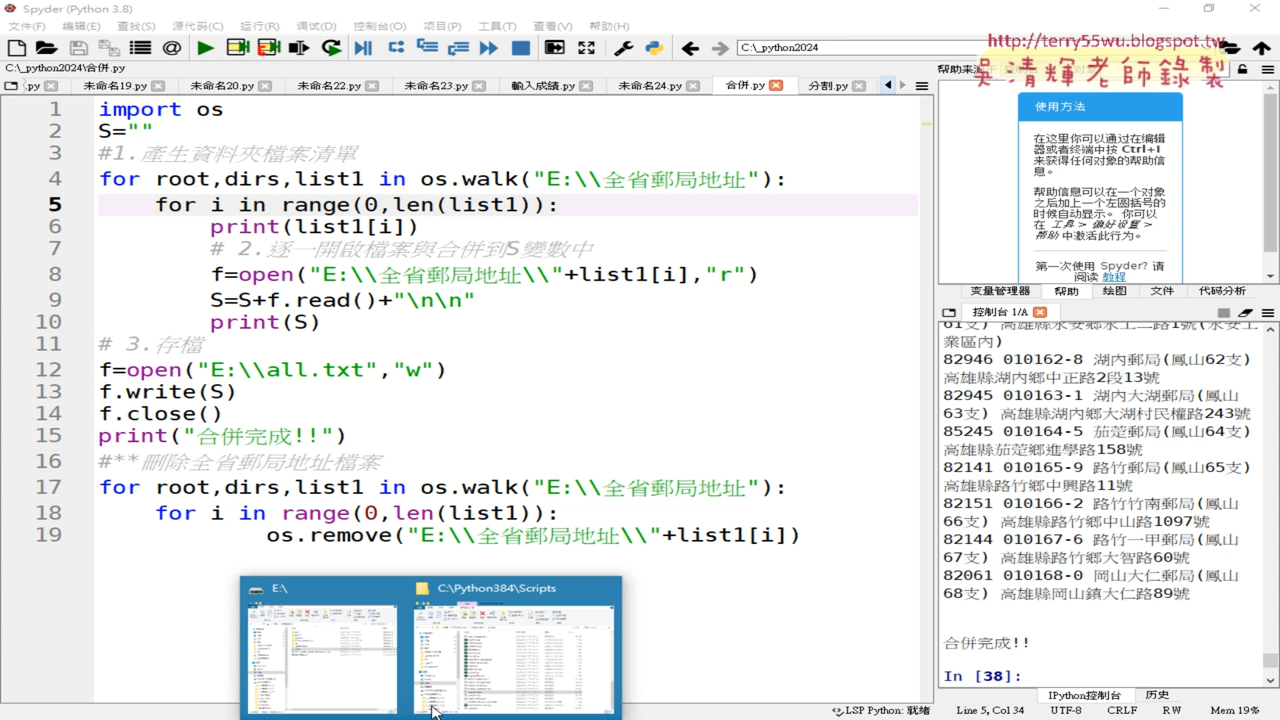 Spyder (Python 3.8)
文件(F) 编辑(E) 查找(S) 源代码(C) 运行(R) 调试(D) 控制台(O) 项目(P) 工具(T) 查看(V) 帮助(H)
C:\_python2024
http://terry55wu.blogspot.tw
吳清輝老師錄製
C:\_python2024\合併.py
.py 未命名19.py 未命名20.py 未命名22.py 未命名23.py 輸入成績.py 未命名24.py 合併.py 分割.py
1 import os
2 S=""
3 #1.產生資料夾檔案清單
4 for root,dirs,list1 in os.walk("E:\\全省郵局地址"):
5 for i in range(0,len(list1)):
6 print(list1[i])
7 # 2.逐一開啟檔案與合併到S變數中
8 f=open("E:\\全省郵局地址\\"+list1[i],"r")
9 S=S+f.read()+"\n\n"
10 print(S)
11 # 3.存檔
12 f=open("E:\\all.txt","w")
13 f.write(S)
14 f.close()
15 print("合併完成!!")
16 #**刪除全省郵局地址檔案
17 for root,dirs,list1 in os.walk("E:\\全省郵局地址"):
18 for i in range(0,len(list1)):
19 os.remove("E:\\全省郵局地址\\"+list1[i])
E:\
C:\Python384\Scripts
使用方法
在这里你可以通过在编辑
器或者终端中按 Ctrl+I
来获得任何对象的帮助信
息。
帮助信息可以在一个对象
之后加上一个左圆括号的
时候自动显示。你可以
在 工具 > 偏好设置 >
帮助 中激活此行为。
第一次使用 Spyder? 请
阅读 教程
变量管理器 帮助 绘图 文件 代码分析
控制台 1/A
61支) 高雄縣永安鄉永工二路1號(永安工
業區內)
82946 010162-8 湖內郵局(鳳山62支)
高雄縣湖內鄉中正路2段13號
82945 010163-1 湖內大湖郵局(鳳山
63支) 高雄縣湖內鄉大湖村民權路243號
85245 010164-5 茄萣郵局(鳳山64支)
高雄縣茄萣鄉進學路158號
82141 010165-9 路竹郵局(鳳山65支)
高雄縣路竹鄉中興路11號
82151 010166-2 路竹竹南郵局(鳳山
66支) 高雄縣路竹鄉中山路1097號
82144 010167-6 路竹一甲郵局(鳳山
67支) 高雄縣路竹鄉大智路60號
82061 010168-0 岡山大仁郵局(鳳山
68支) 高雄縣岡山鎮大仁路89號
合併完成!!
In [38]:
IPython控制台 历史
UTF-8 CRLF RW